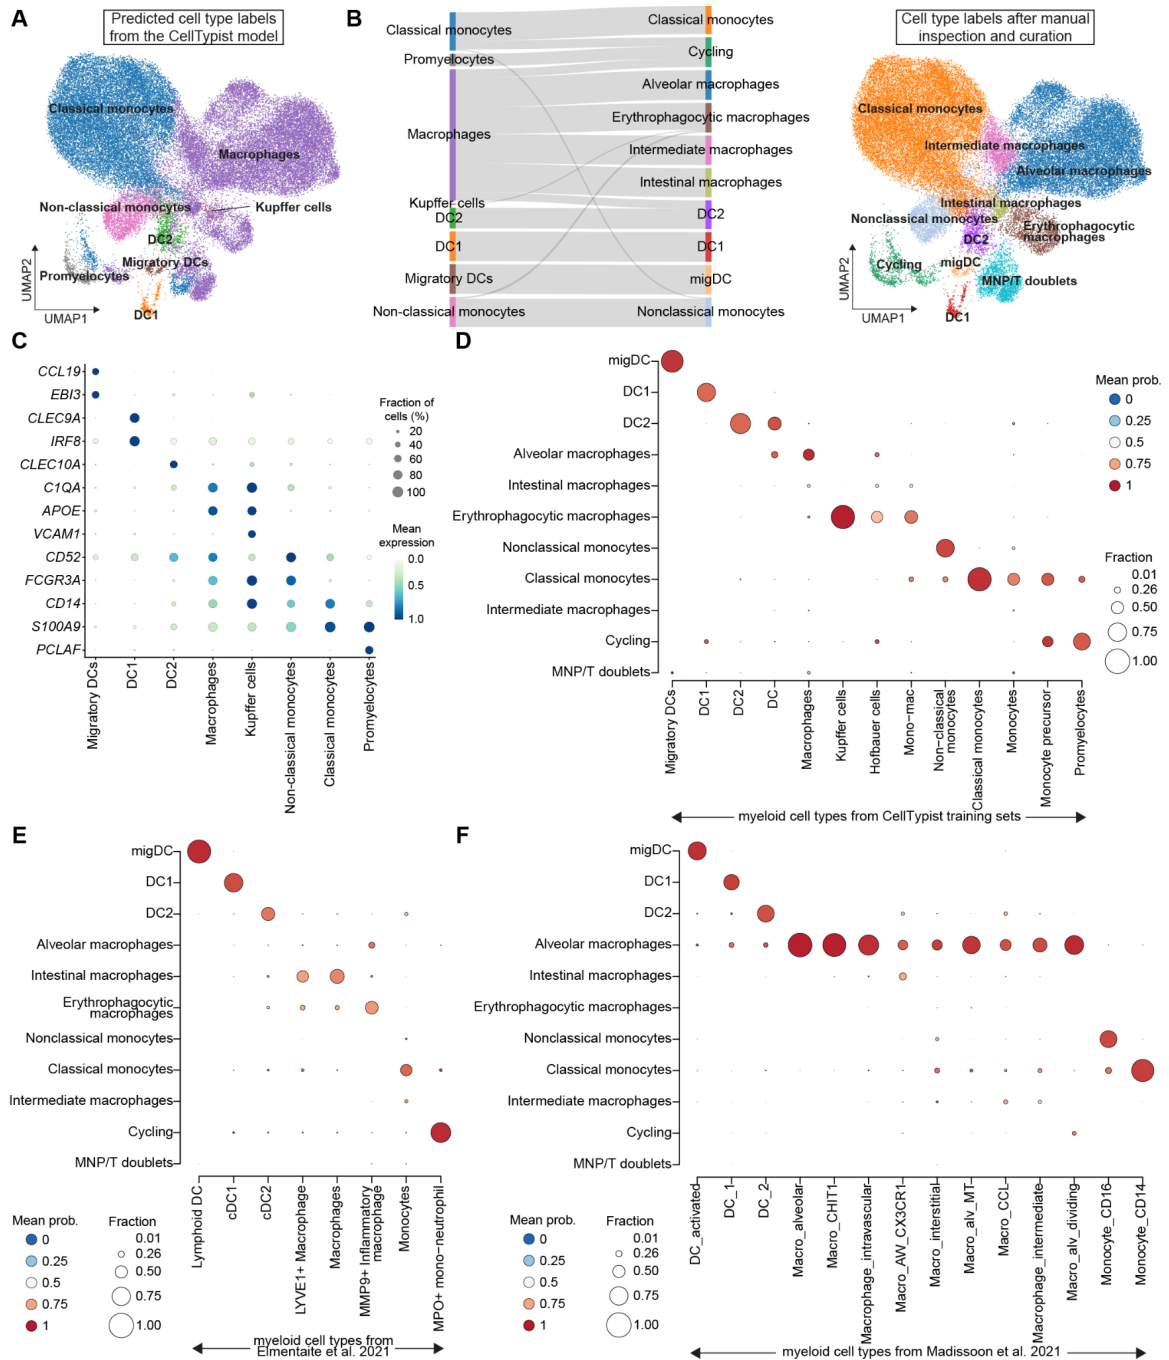 A
Predicted cell type labels
from the CellTypist model
Classical monocytes
Macrophages
Non-classical monocytes
Kupffer cells
DC2
Migratory DCs
Promyelocytes
DC1
UMAP2
UMAP1
B
Classical monocytes
Promyelocytes
Macrophages
Kupffer cells
DC2
DC1
Migratory DCs
Non-classical monocytes
Classical monocytes
Cycling
Alveolar macrophages
Erythrophagocytic macrophages
Intermediate macrophages
Intestinal macrophages
DC2
DC1
migDC
Nonclassical monocytes
Cell type labels after manual
inspection and curation
Classical monocytes
Intermediate macrophages
Alveolar macrophages
Intestinal macrophages
Nonclassical monocytes
Erythrophagocytic
macrophages
DC2
migDC
Cycling
MNP/T doublets
DC1
UMAP2
UMAP1
C
CCL19
EBI3
CLEC9A
IRF8
CLEC10A
C1QA
APOE
VCAM1
CD52
FCGR3A
CD14
S100A9
PCLAF
Migratory DCs
DC1
DC2
Macrophages
Kupffer cells
Non-classical monocytes
Classical monocytes
Promyelocytes
Fraction of
cells (%)
20
40
60
80
100
Mean
expression
0.0
0.5
1.0
D
migDC
DC1
DC2
Alveolar macrophages
Intestinal macrophages
Erythrophagocytic macrophages
Nonclassical monocytes
Classical monocytes
Intermediate macrophages
Cycling
MNP/T doublets
Migratory DCs
DC1
DC2
DC
Macrophages
Kupffer cells
Hofbauer cells
Mono-mac
Non-classical
monocytes
Classical monocytes
Monocytes
Monocyte precursor
Promyelocytes
myeloid cell types from CellTypist training sets
Mean prob.
0
0.25
0.5
0.75
1
Fraction
0.01
0.26
0.50
0.75
1.00
E
migDC
DC1
DC2
Alveolar macrophages
Intestinal macrophages
Erythrophagocytic
macrophages
Nonclassical monocytes
Classical monocytes
Intermediate macrophages
Cycling
MNP/T doublets
Lymphoid DC
cDC1
cDC2
LYVE1+ Macrophage
Macrophages
MMP9+ Inflammatory
macrophage
Monocytes
MPO+ mono-neutrophil
Mean prob.
0
0.25
0.5
0.75
1
Fraction
0.01
0.26
0.50
0.75
1.00
myeloid cell types from
Elmentaite et al. 2021
F
migDC
DC1
DC2
Alveolar macrophages
Intestinal macrophages
Erythrophagocytic macrophages
Nonclassical monocytes
Classical monocytes
Intermediate macrophages
Cycling
MNP/T doublets
DC_activated
DC_1
DC_2
Macro_alveolar
Macro_CHIT1
Macrophage_intravascular
Macro_AW_CX3CR1
Macro_interstitial
Macro_alv_MT
Macro_CCL
Macrophage_intermediate
Macro_alv_dividing
Monocyte_CD16
Monocyte_CD14
Mean prob.
0
0.25
0.5
0.75
1
Fraction
0.01
0.26
0.50
0.75
1.00
myeloid cell types from Madissoon et al. 2021